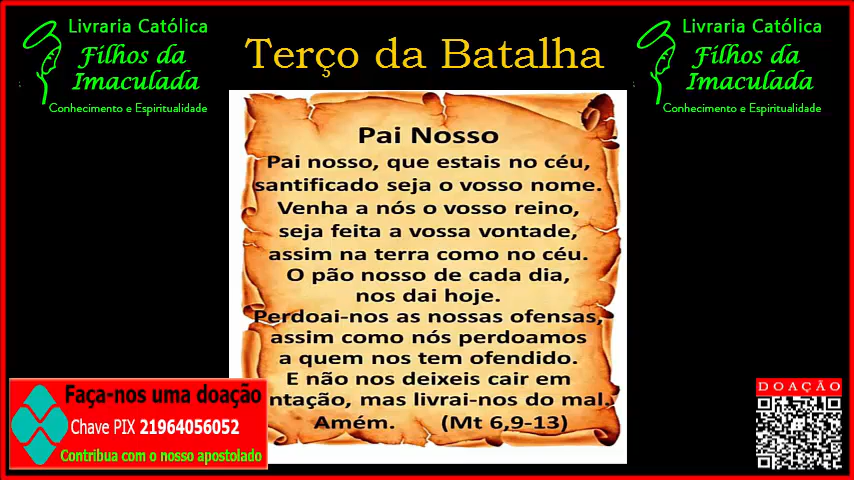 Livraria Católica
Filhos da
Imaculada
Conhecimento e Espiritualidade
Terço da Batalha
Livraria Católica
Filhos da
Imaculada
Conhecimento e Espiritualidade
Pai Nosso
Pai nosso, que estais no céu,
santificado seja o vosso nome.
Venha a nós o vosso reino,
seja feita a vossa vontade,
assim na terra como no céu.
O pão nosso de cada dia,
nos dai hoje.
Perdoai-nos as nossas ofensas,
assim como nós perdoamos
a quem nos tem ofendido.
E não nos deixeis cair em
ntação, mas livrai-nos do mal.
Amém. (Mt 6,9-13)
Faça-nos uma doação
Chave PIX 21964056052
Contribua com o nosso apostolado
DOAÇÃO